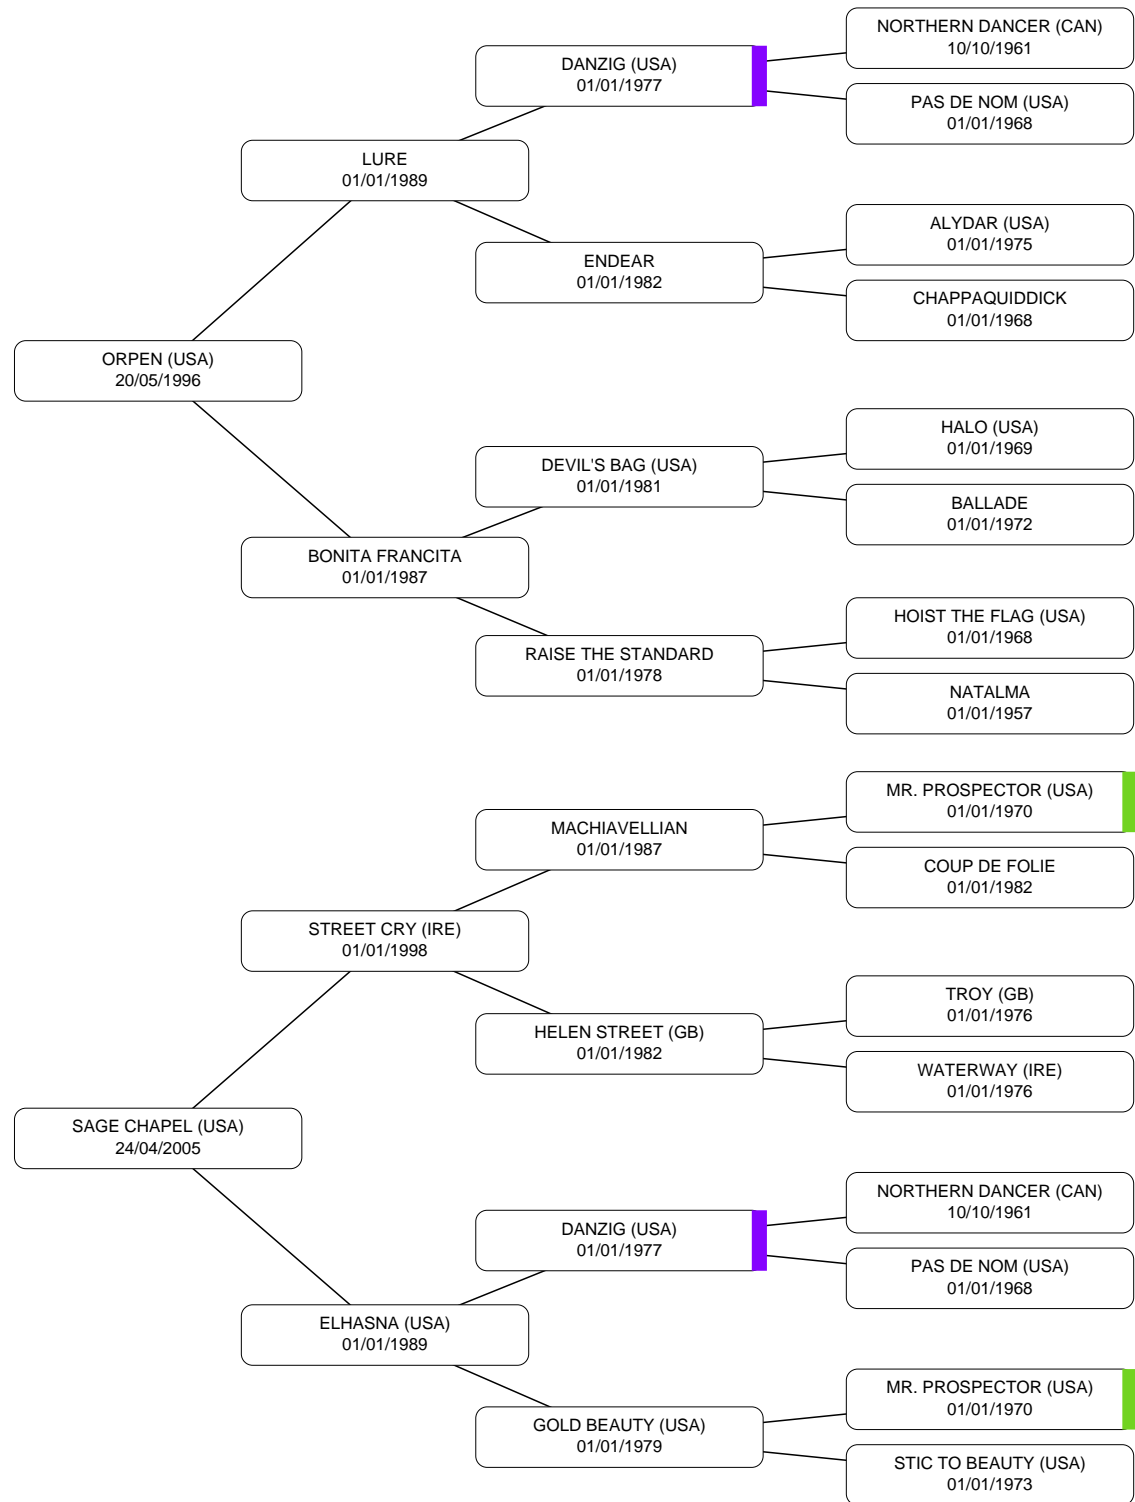 NORTHERN DANCER (CAN)
10/10/1961
DANZIG (USA)
01/01/1977
PAS DE NOM (USA)
01/01/1968
LURE
01/01/1989
ALYDAR (USA)
01/01/1975
ENDEAR
01/01/1982
CHAPPAQUIDDICK
01/01/1968
ORPEN (USA)
20/05/1996
HALO (USA)
01/01/1969
DEVIL'S BAG (USA)
01/01/1981
BALLADE
01/01/1972
BONITA FRANCITA
01/01/1987
HOIST THE FLAG (USA)
01/01/1968
RAISE THE STANDARD
01/01/1978
NATALMA
01/01/1957
MR. PROSPECTOR (USA)
01/01/1970
MACHIAVELLIAN
01/01/1987
COUP DE FOLIE
01/01/1982
STREET CRY (IRE)
01/01/1998
TROY (GB)
01/01/1976
HELEN STREET (GB)
01/01/1982
WATERWAY (IRE)
01/01/1976
SAGE CHAPEL (USA)
24/04/2005
NORTHERN DANCER (CAN)
10/10/1961
DANZIG (USA)
01/01/1977
PAS DE NOM (USA)
01/01/1968
ELHASNA (USA)
01/01/1989
MR. PROSPECTOR (USA)
01/01/1970
GOLD BEAUTY (USA)
01/01/1979
STIC TO BEAUTY (USA)
01/01/1973